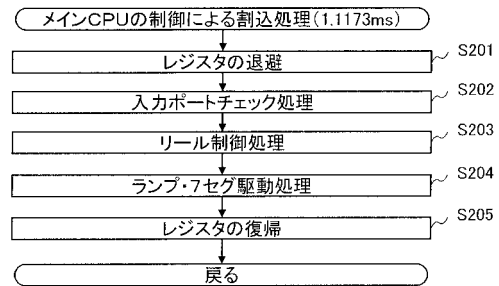 メインCPUの制御による割込処理(1.1173ms)
レジスタの退避 S201
入力ポートチェック処理 S202
リール制御処理 S203
ランプ・7セグ駆動処理 S204
レジスタの復帰 S205
戻る